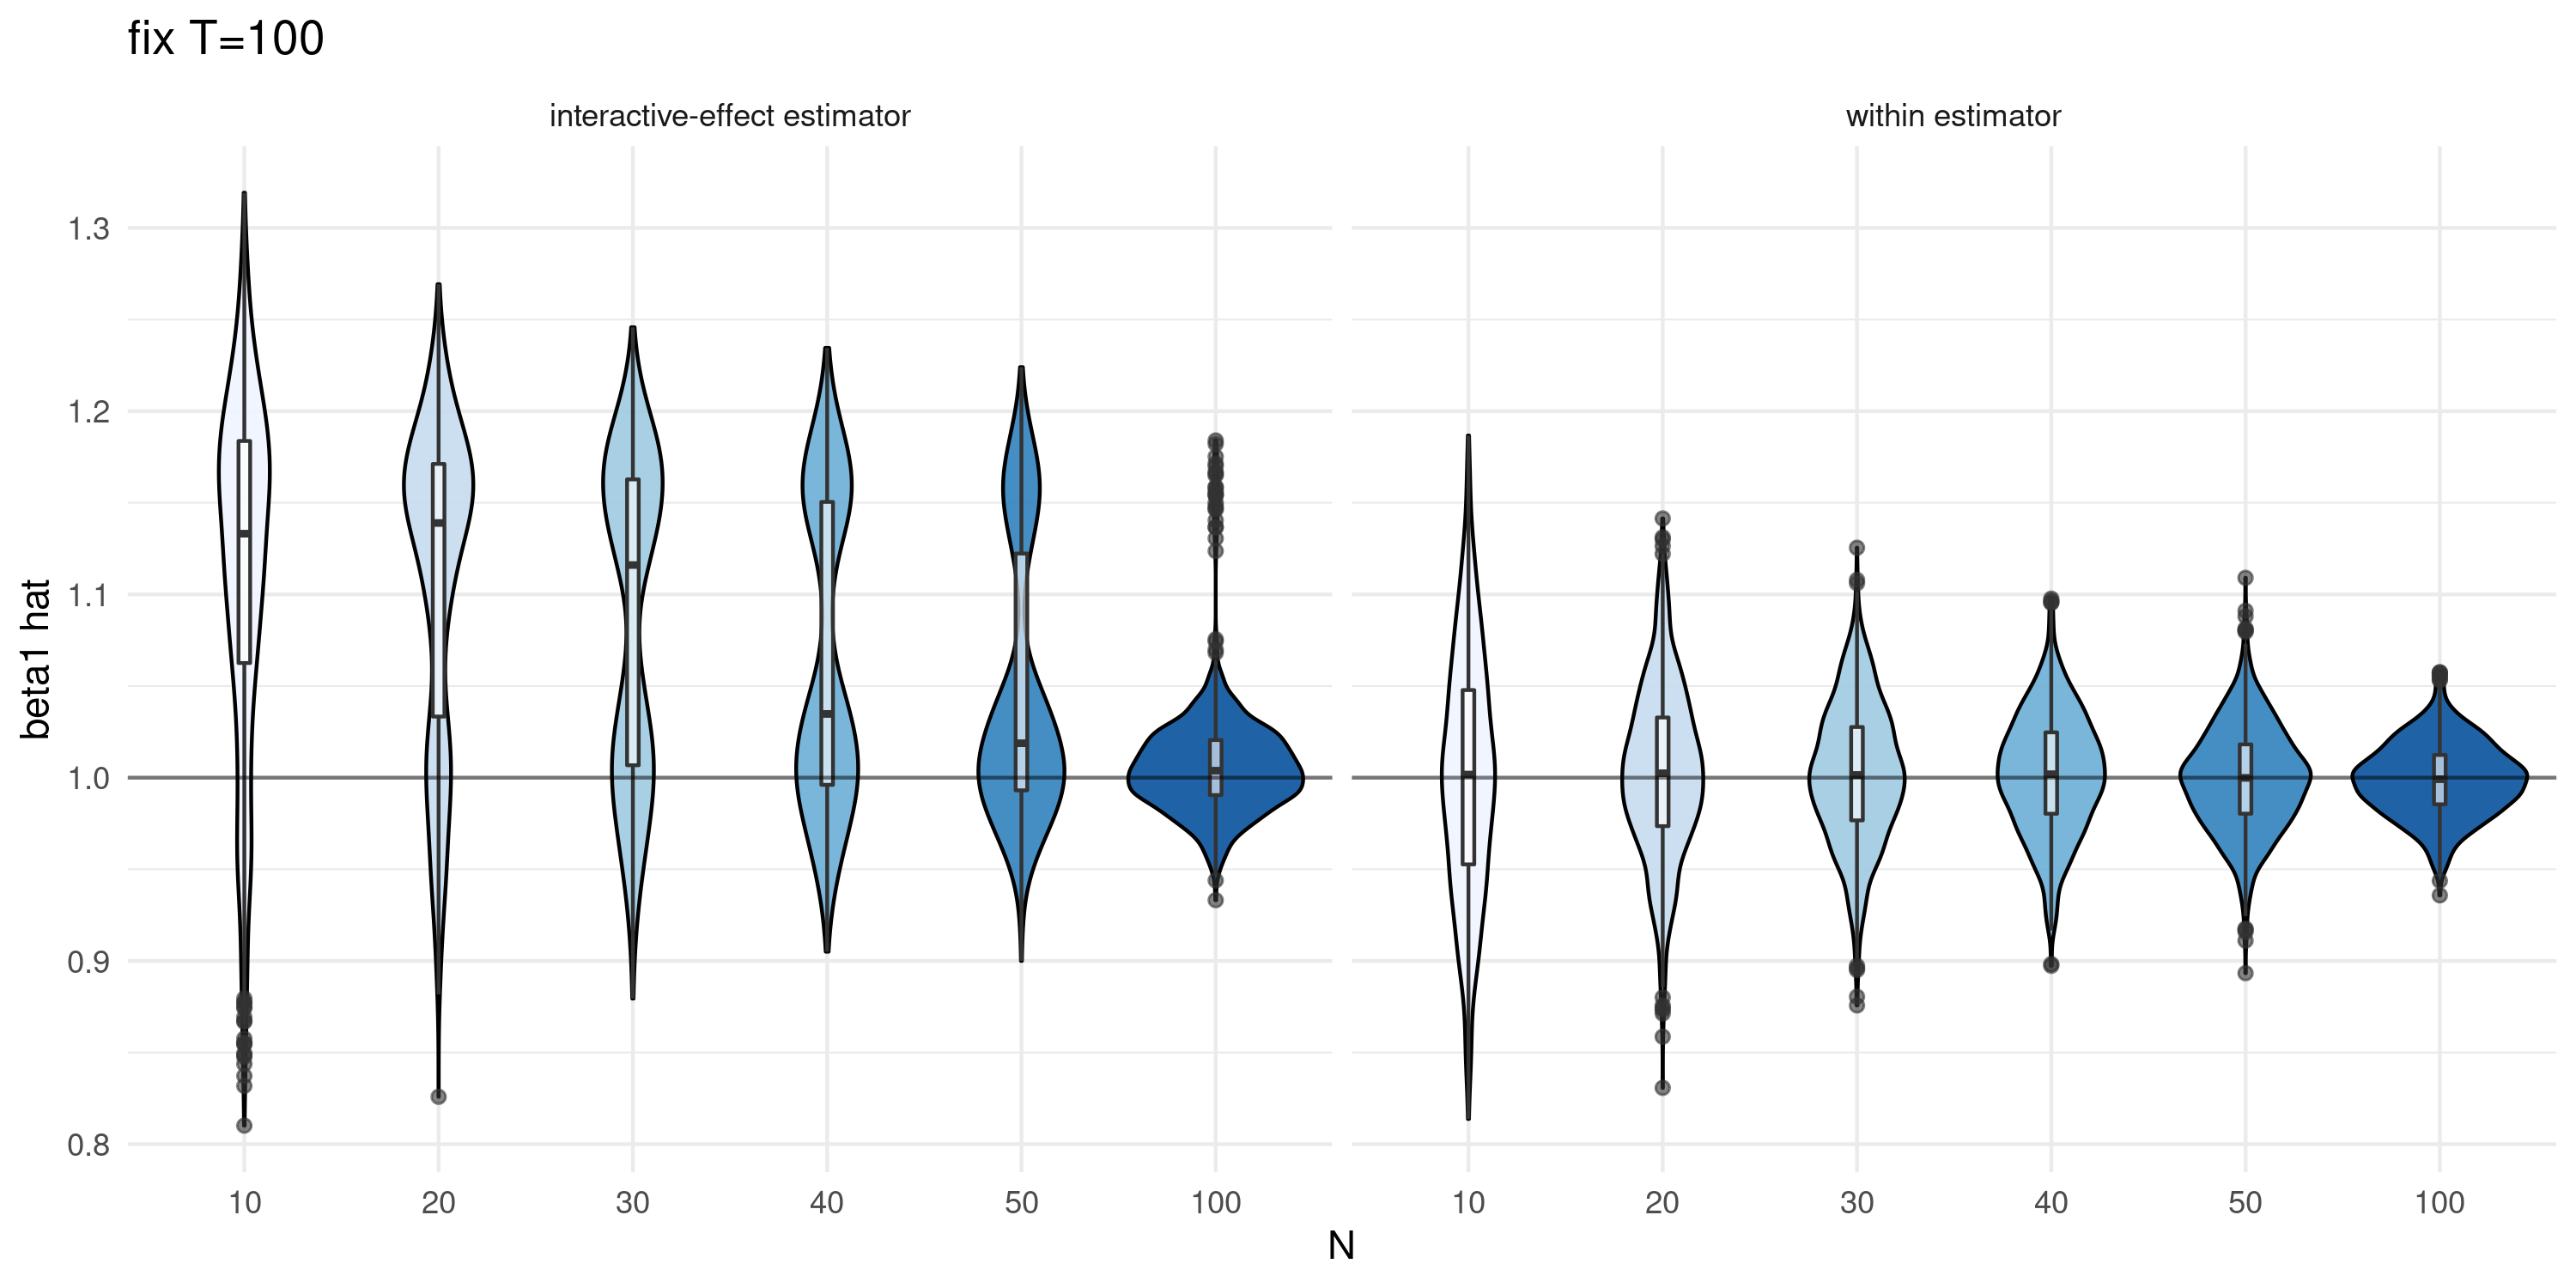 fix T=100
interactive-effect estimator
within estimator
beta1 hat
1.3
1.2
1.1
1.0
0.9
0.8
10 20 30 40 50 100
10 20 30 40 50 100
N